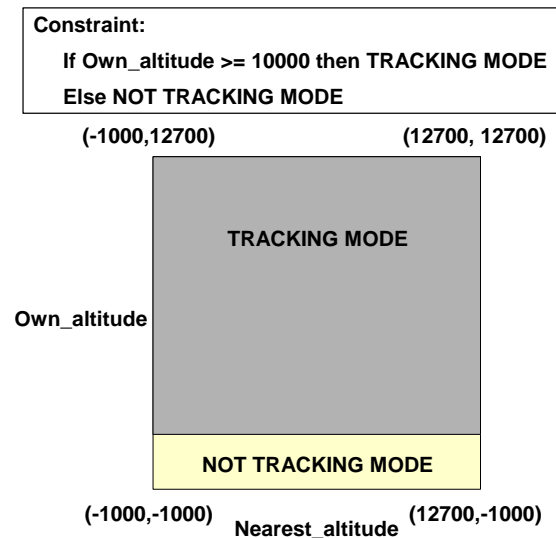 Constraint:
If Own_altitude >= 10000 then TRACKING MODE
Else NOT TRACKING MODE
(-1000,12700) (12700, 12700)
TRACKING MODE
Own_altitude
NOT TRACKING MODE
(-1000,-1000) (12700,-1000)
Nearest_altitude